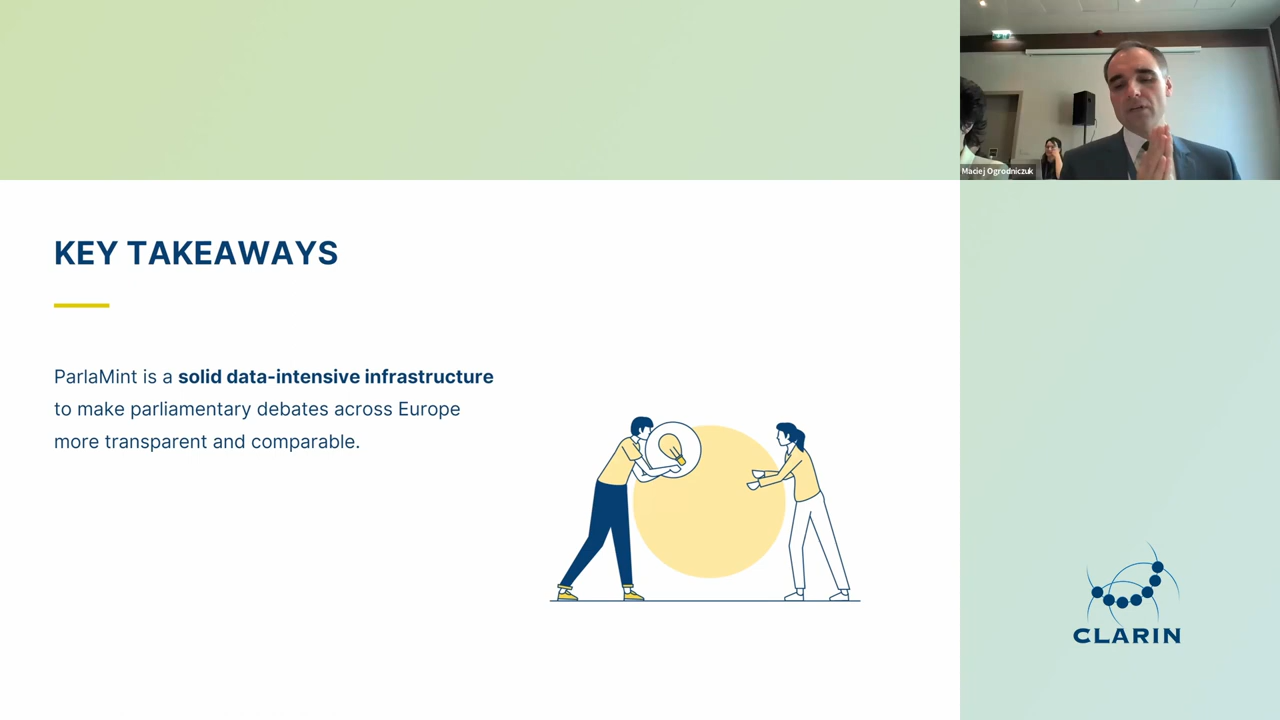 Maciej Ogrodniczuk
KEY TAKEAWAYS
ParlaMint is a solid data-intensive infrastructure
to make parliamentary debates across Europe
more transparent and comparable.
CLARIN